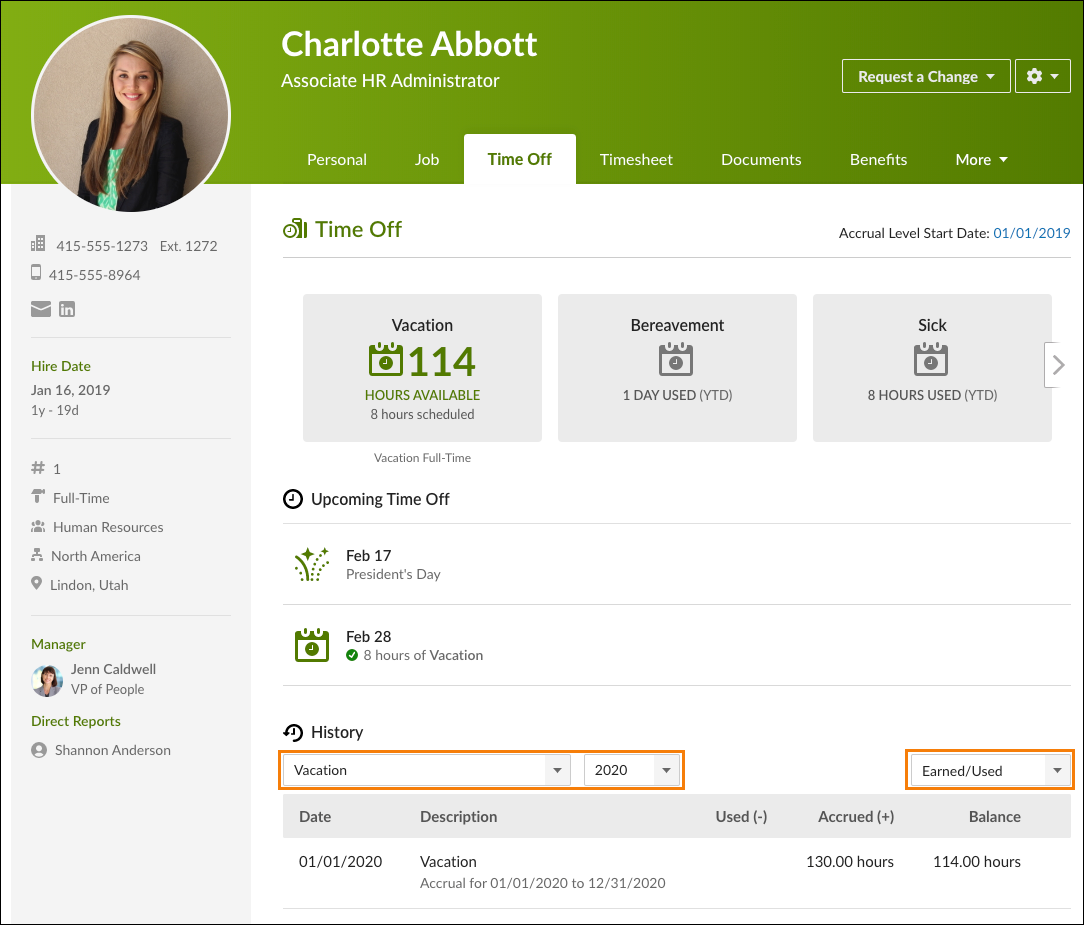 Charlotte Abbott
Associate HR Administrator
Request a Change
Personal Job Time Off Timesheet Documents Benefits More
415-555-1273 Ext. 1272
415-555-8964
in
Hire Date
Jan 16, 2019
1y - 19d
# 1
Full-Time
Human Resources
North America
Lindon, Utah
Manager
Jenn Caldwell
VP of People
Direct Reports
Shannon Anderson
Time Off
Accrual Level Start Date: 01/01/2019
Vacation
114
HOURS AVAILABLE
8 hours scheduled
Vacation Full-Time
Bereavement
1 DAY USED (YTD)
Sick
8 HOURS USED (YTD)
Upcoming Time Off
Feb 17
President's Day
Feb 28
8 hours of Vacation
History
Vacation 2020 Earned/Used
Date Description Used (-) Accrued (+) Balance
01/01/2020 Vacation 130.00 hours 114.00 hours
Accrual for 01/01/2020 to 12/31/2020